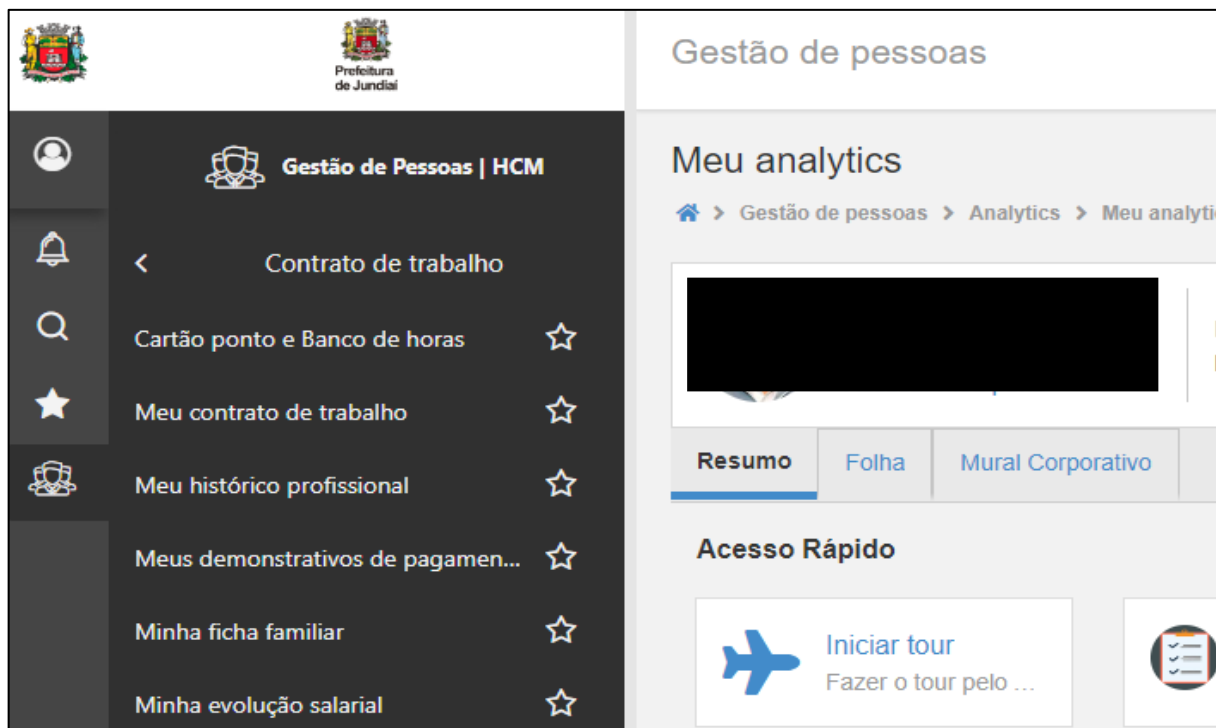 Prefeitura
de Jundiaí
Gestão de Pessoas | HCM
Contrato de trabalho
Cartão ponto e Banco de horas
Meu contrato de trabalho
Meu histórico profissional
Meus demonstrativos de pagamen...
Minha ficha familiar
Minha evolução salarial
Gestão de pessoas
Meu analytics
Gestão de pessoas > Analytics > Meu analyti
Resumo
Folha
Mural Corporativo
Acesso Rápido
Iniciar tour
Fazer o tour pelo ...